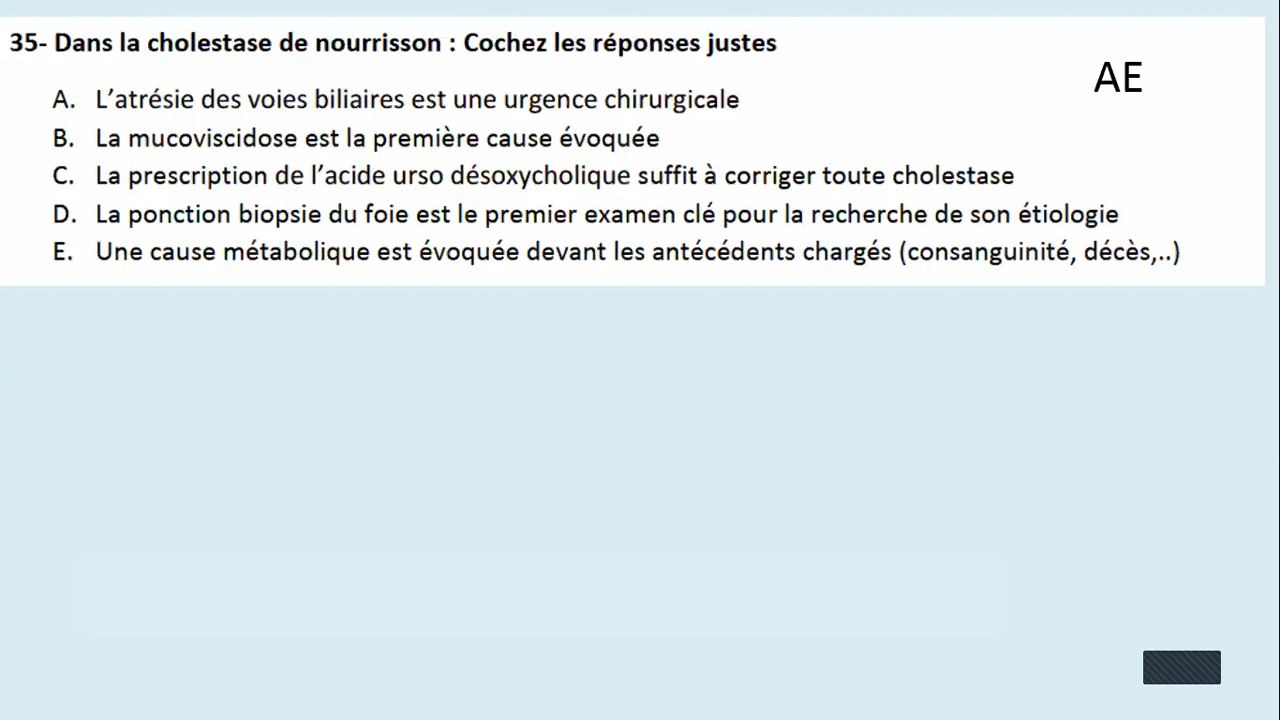 35- Dans la cholestase de nourrisson : Cochez les réponses justes
AE
A. L’atrésie des voies biliaires est une urgence chirurgicale
B. La mucoviscidose est la première cause évoquée
C. La prescription de l’acide urso désoxycholique suffit à corriger toute cholestase
D. La ponction biopsie du foie est le premier examen clé pour la recherche de son étiologie
E. Une cause métabolique est évoquée devant les antécédents chargés (consanguinité, décès,..)